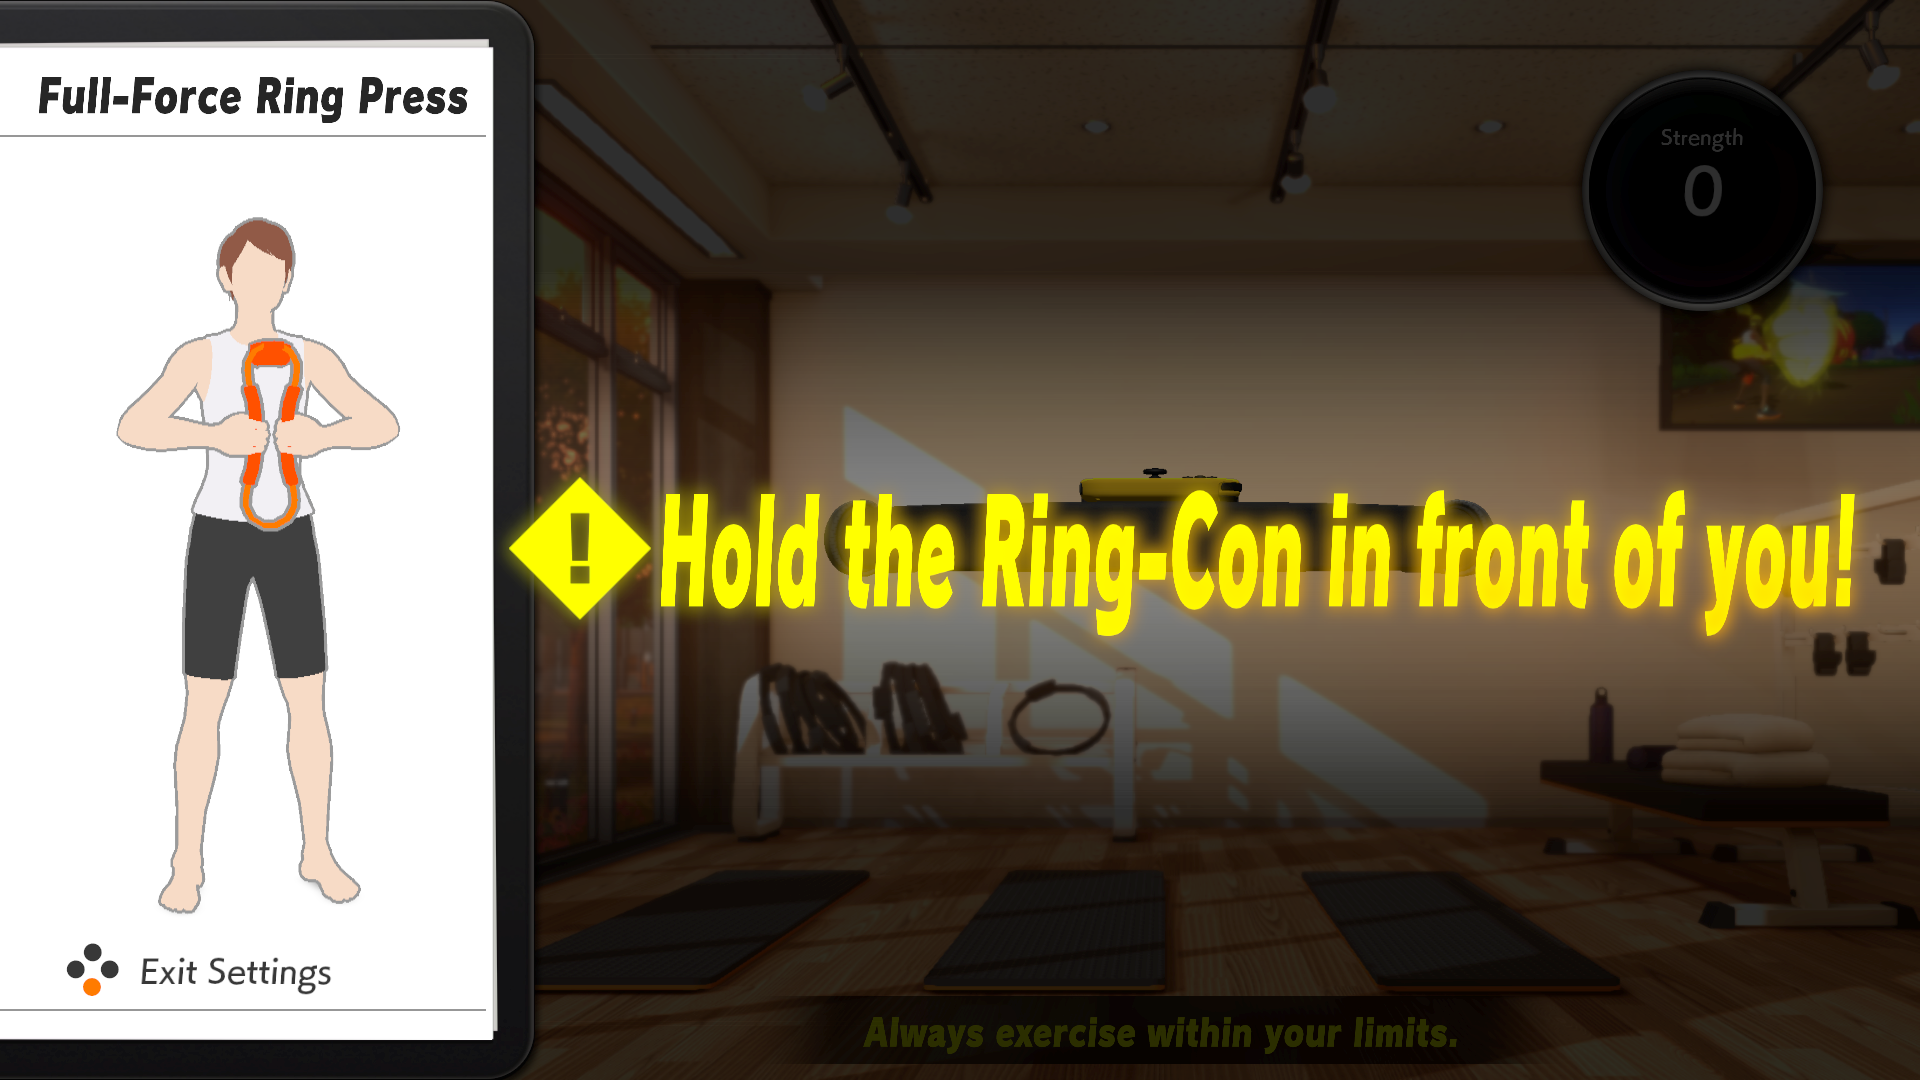 Full-Force Ring Press
Strength
0
! Hold the Ring-Con in front of you!
Exit Settings
Always exercise within your limits.